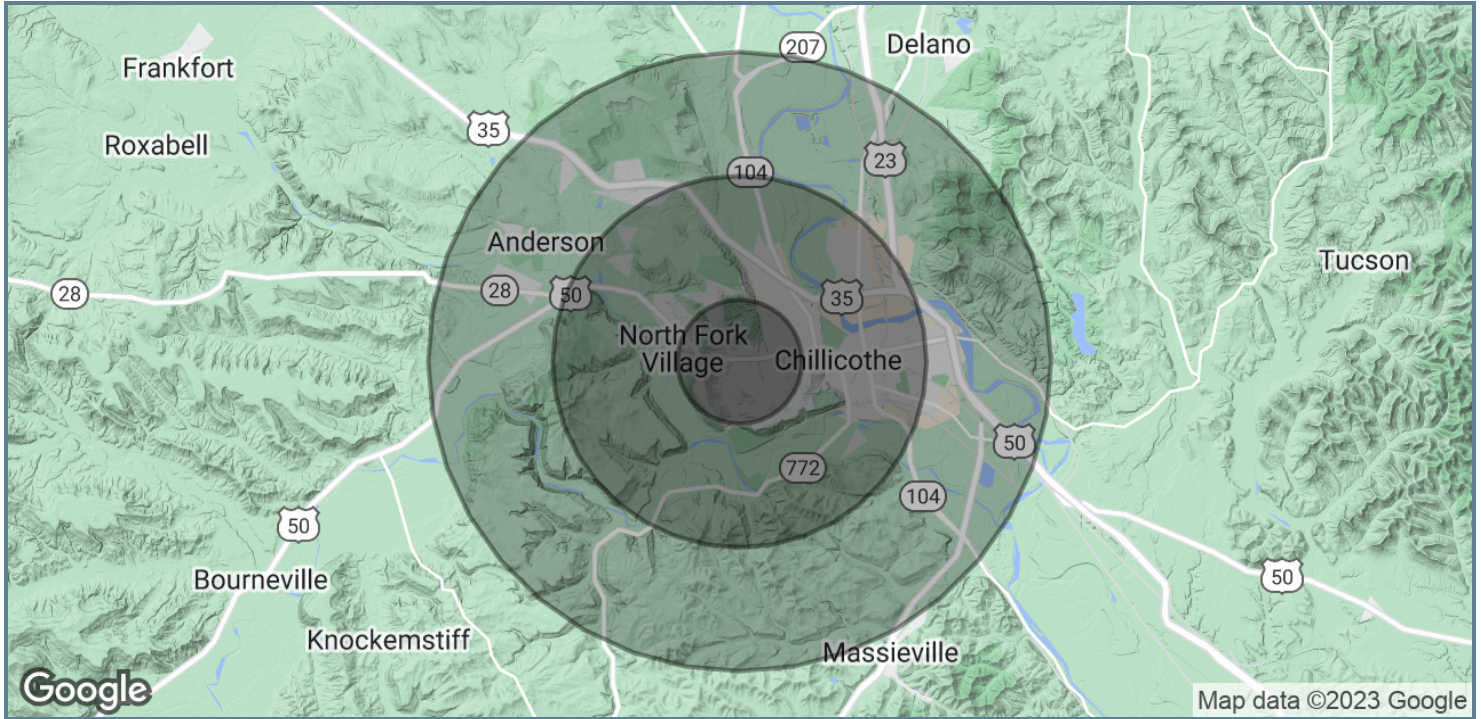 207
Delano
Frankfort
35
Roxabell
23
104
Anderson
Tucson
28
28
50
35
North Fork
Village
Chillicothe
50
772
104
50
50
Bourneville
Knockemstiff
Massieville
Google
Map data ©2023 Google